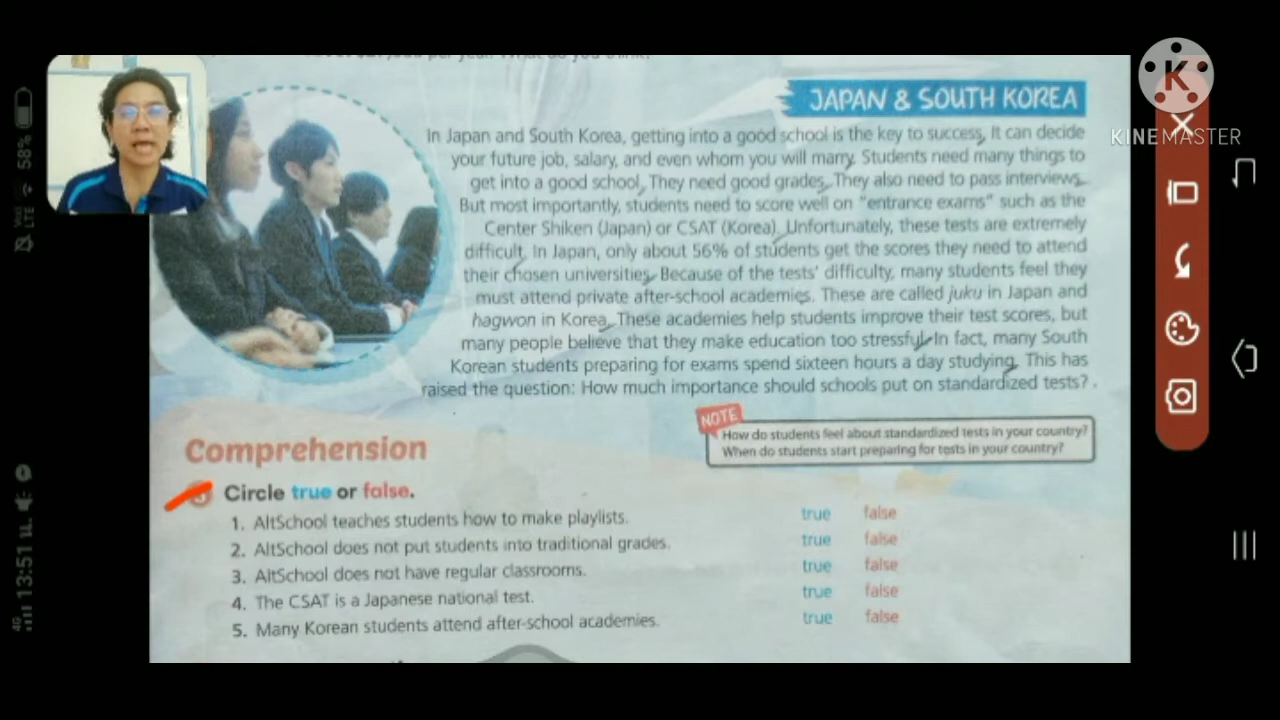 JAPAN & SOUTH KOREA
In Japan and South Korea, getting into a good school is the key to success. It can decide
your future job, salary, and even whom you will marry. Students need many things to
get into a good school. They need good grades. They also need to pass interviews.
But most importantly, students need to score well on "entrance exams" such as the
Center Shiken (Japan) or CSAT (Korea). Unfortunately, these tests are extremely
difficult. In Japan, only about 56% of students get the scores they need to attend
their chosen universities. Because of the tests' difficulty, many students feel they
must attend private after-school academies. These are called juku in Japan and
hagwon in Korea. These academies help students improve their test scores, but
many people believe that they make education too stressful. In fact, many South
Korean students preparing for exams spend sixteen hours a day studying. This has
raised the question: How much importance should schools put on standardized tests?
NOTE
How do students feel about standardized tests in your country?
When do students start preparing for tests in your country?
Comprehension
Circle true or false.
1. AltSchool teaches students how to make playlists. true false
2. AltSchool does not put students into traditional grades. true false
3. AltSchool does not have regular classrooms. true false
4. The CSAT is a Japanese national test. true false
5. Many Korean students attend after-school academies. true false
K
KINEMASTER
58%
LTE
13:51 น.
4G